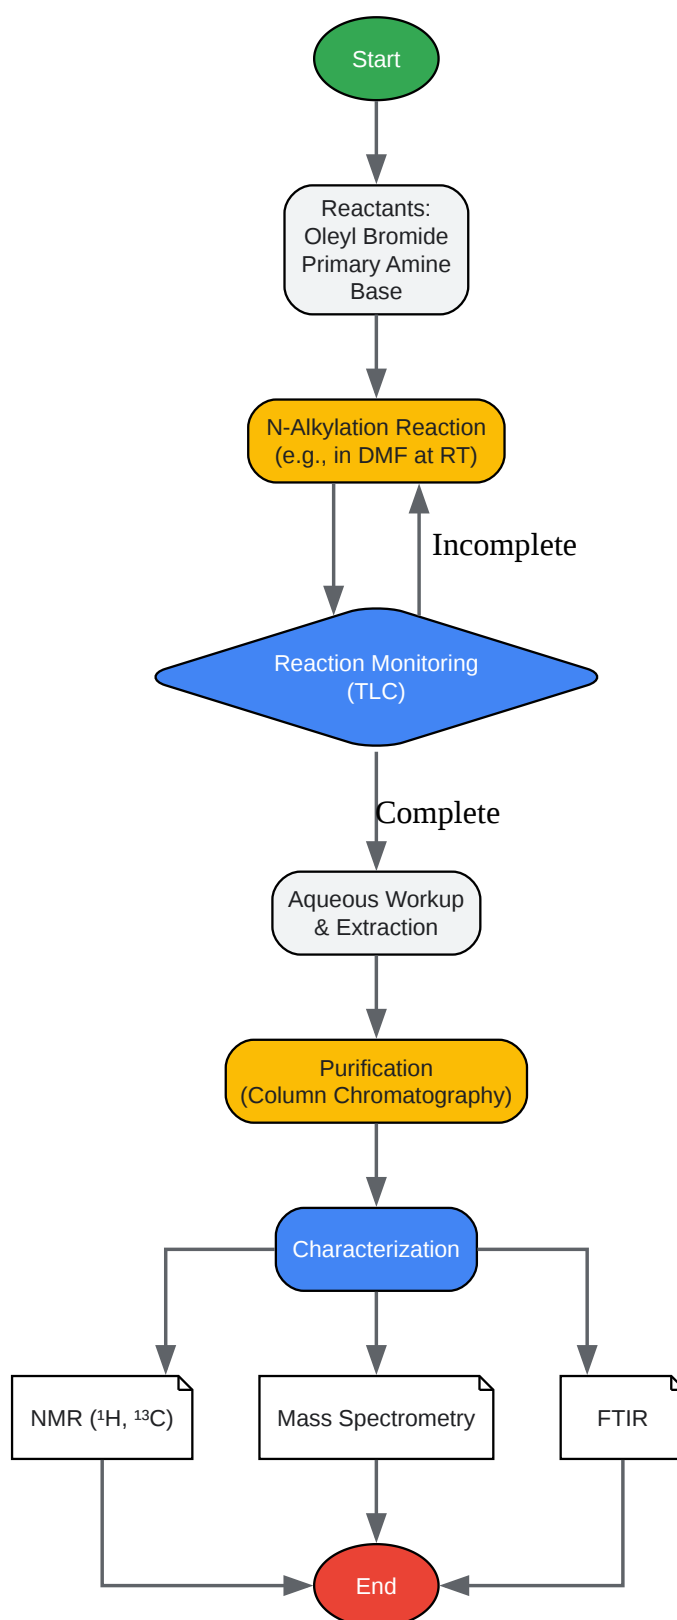 Start
Reactants:
Oleyl Bromide
Primary Amine
Base
N-Alkylation Reaction
(e.g., in DMF at RT)
Incomplete
Reaction Monitoring
(TLC)
Complete
Aqueous Workup
& Extraction
Purification
(Column Chromatography)
Characterization
NMR (¹H, ¹³C)
Mass Spectrometry
FTIR
End